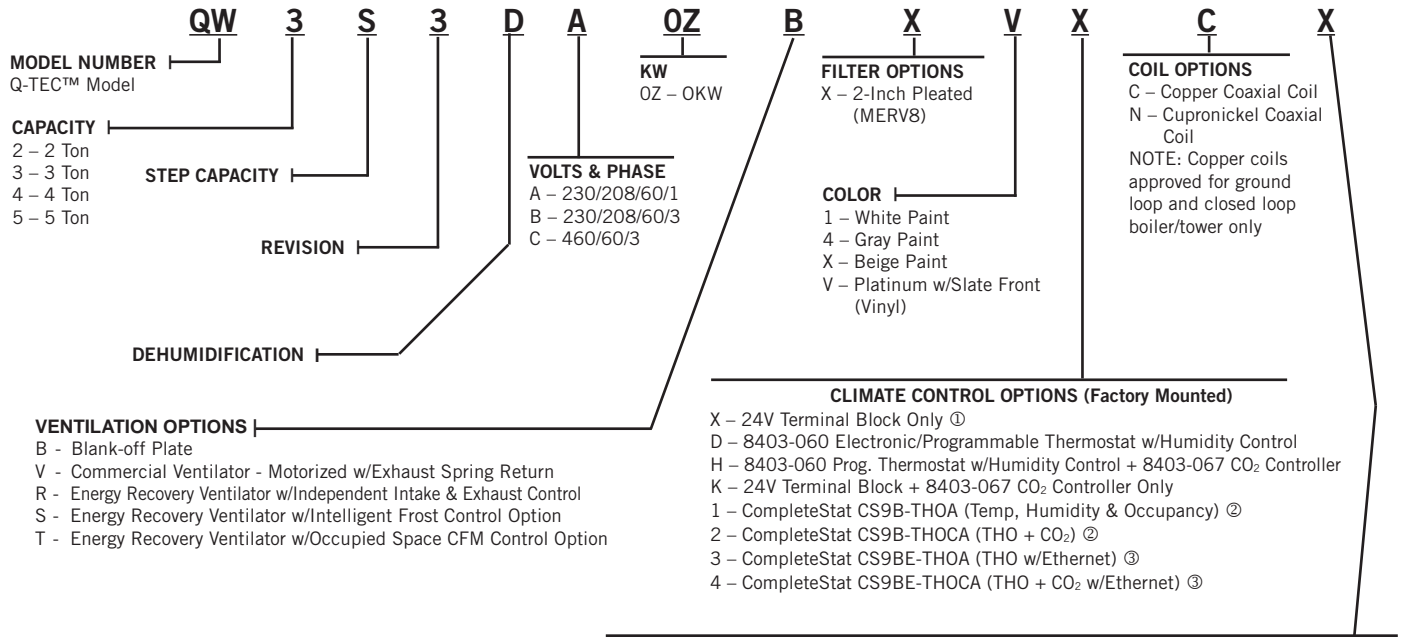 QW 3 S 3 D A 0Z B X V X C X
MODEL NUMBER
Q-TEC™ Model
CAPACITY
2 – 2 Ton
3 – 3 Ton
4 – 4 Ton
5 – 5 Ton
STEP CAPACITY
REVISION
DEHUMIDIFICATION
VOLTS & PHASE
A – 230/208/60/1
B – 230/208/60/3
C – 460/60/3
KW
0Z – OKW
FILTER OPTIONS
X – 2-Inch Pleated
(MERV8)
COLOR
1 – White Paint
4 – Gray Paint
X – Beige Paint
V – Platinum w/Slate Front
(Vinyl)
COIL OPTIONS
C – Copper Coaxial Coil
N – Cupronickel Coaxial
Coil
NOTE: Copper coils
approved for ground
loop and closed loop
boiler/tower only
VENTILATION OPTIONS
B - Blank-off Plate
V - Commercial Ventilator - Motorized w/Exhaust Spring Return
R - Energy Recovery Ventilator w/Independent Intake & Exhaust Control
S - Energy Recovery Ventilator w/Intelligent Frost Control Option
T - Energy Recovery Ventilator w/Occupied Space CFM Control Option
CLIMATE CONTROL OPTIONS (Factory Mounted)
X – 24V Terminal Block Only ①
D – 8403-060 Electronic/Programmable Thermostat w/Humidity Control
H – 8403-060 Prog. Thermostat w/Humidity Control + 8403-067 CO₂ Controller
K – 24V Terminal Block + 8403-067 CO₂ Controller Only
1 – CompleteStat CS9B-THOA (Temp, Humidity & Occupancy) ②
2 – CompleteStat CS9B-THOCA (THO + CO₂) ②
3 – CompleteStat CS9BE-THOA (THO w/Ethernet) ③
4 – CompleteStat CS9BE-THOCA (THO + CO₂ w/Ethernet) ③